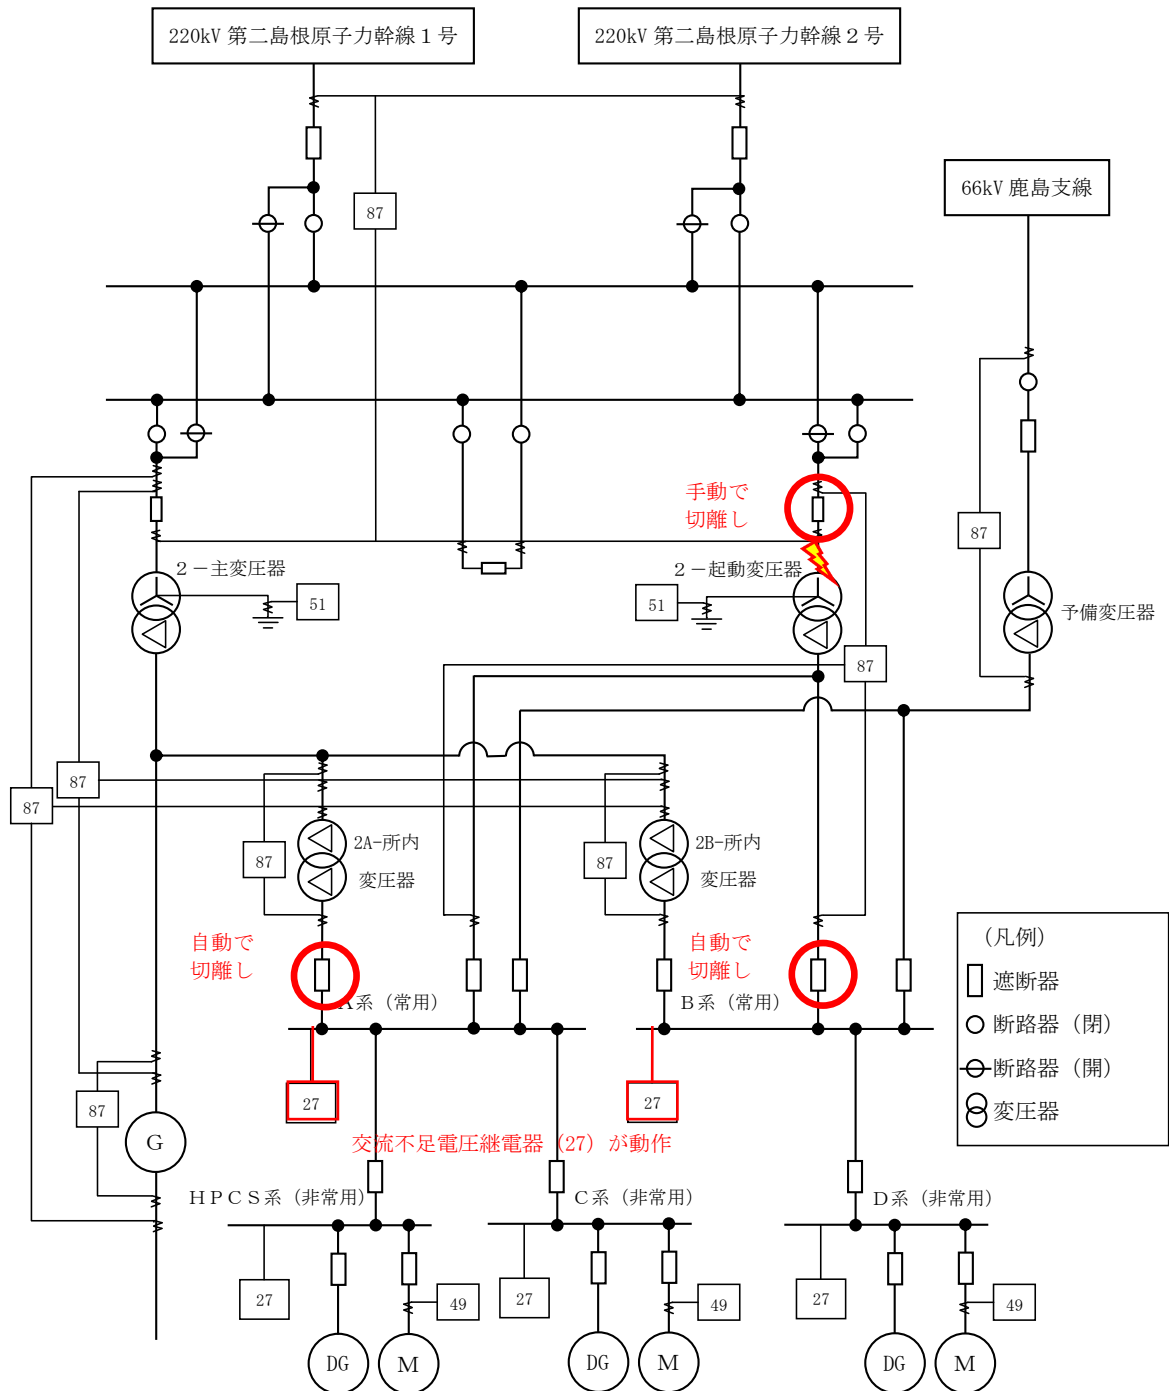 220kV 第二島根原子力幹線１号
220kV 第二島根原子力幹線２号
66kV 鹿島支線
87
手動で
切離し
87
２－主変圧器
２－起動変圧器
51
51
予備変圧器
87
87
87
2A-所内
変圧器
87
2B-所内
変圧器
87
自動で
切離し
自動で
切離し
Ａ系（常用）
Ｂ系（常用）
（凡例）
遮断器
断路器（閉）
断路器（開）
変圧器
27
27
87
G
交流不足電圧継電器（27）が動作
ＨＰＣＳ系（非常用）
Ｃ系（非常用）
Ｄ系（非常用）
27
49
27
49
27
49
DG
M
DG
M
DG
M